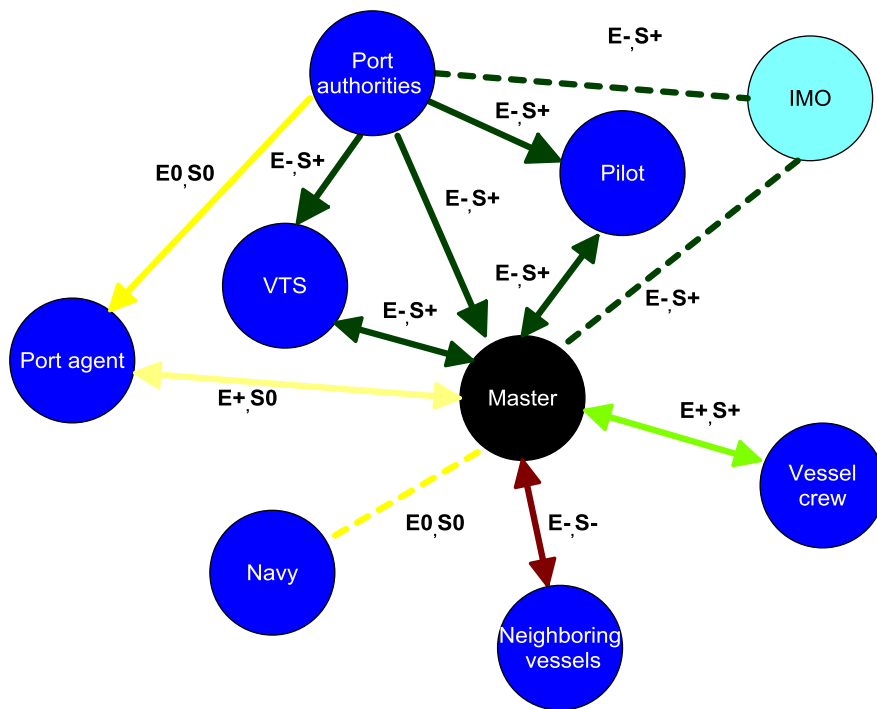 E-,S+
Port
authorities
IMO
E-,S+
E-,S+
E0,S0
Pilot
E-,S+
E-,S+
VTS
E-,S+
E-,S+
Port agent
E+,S0
Master
E+,S+
Vessel
crew
E0,S0
E-,S-
Navy
Neighboring
vessels